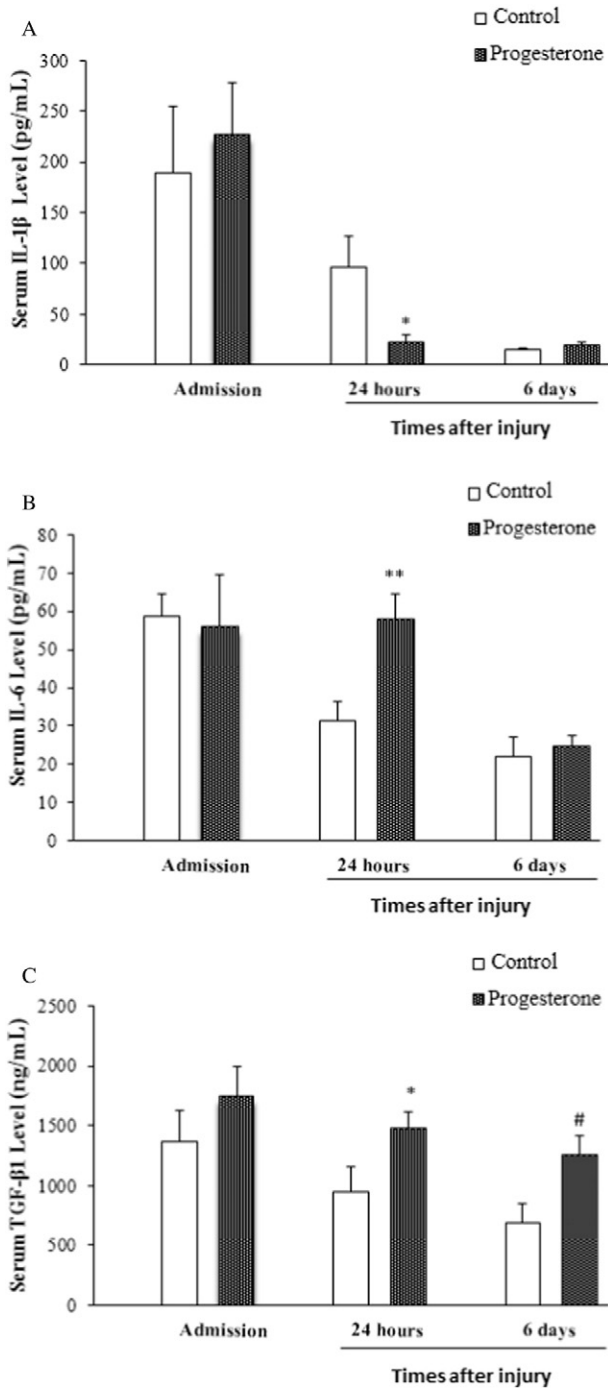 A
Control
Progesterone
Serum IL-1β Level (pg/mL)
300
250
200
150
100
50
0
*
Admission
24 hours
6 days
Times after injury
B
Control
Progesterone
Serum IL-6 Level (pg/mL)
80
70
60
50
40
30
20
10
0
**
Admission
24 hours
6 days
Times after injury
C
Control
Progesterone
Serum TGF-β1 Level (ng/mL)
2500
2000
1500
1000
500
0
*
#
Admission
24 hours
6 days
Times after injury